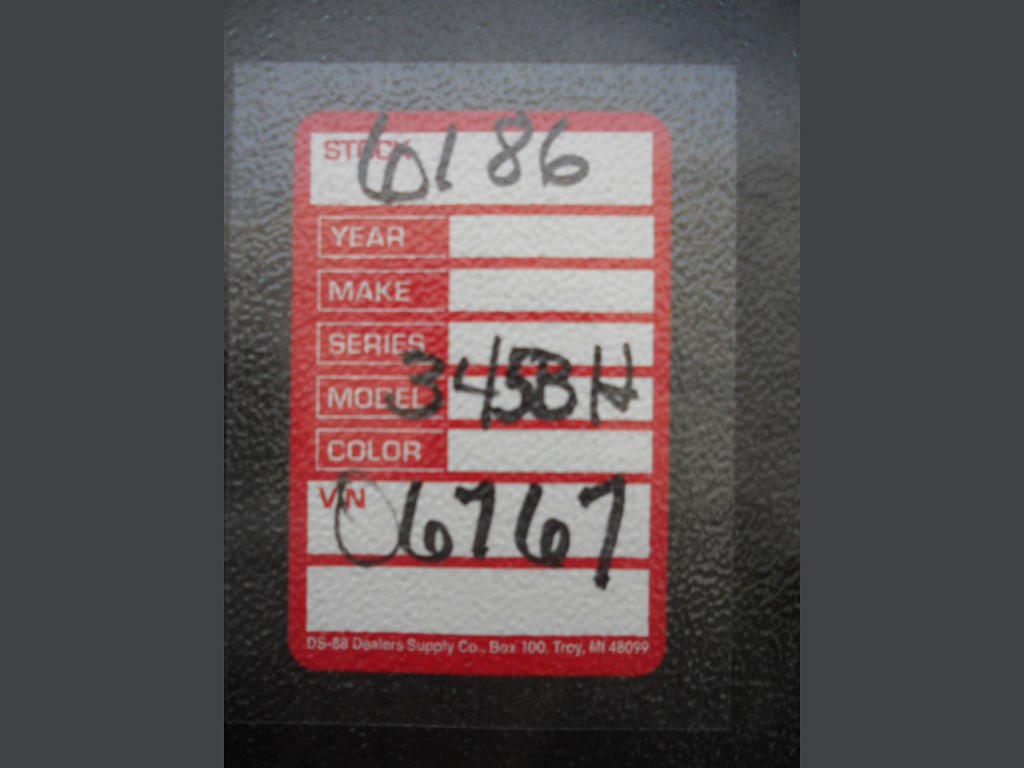 STOCK 6186
YEAR
MAKE
SERIES
MODEL 345BH
COLOR
VIN 06767
DS-88 Dealers Supply Co., Box 100, Troy, MI 48099